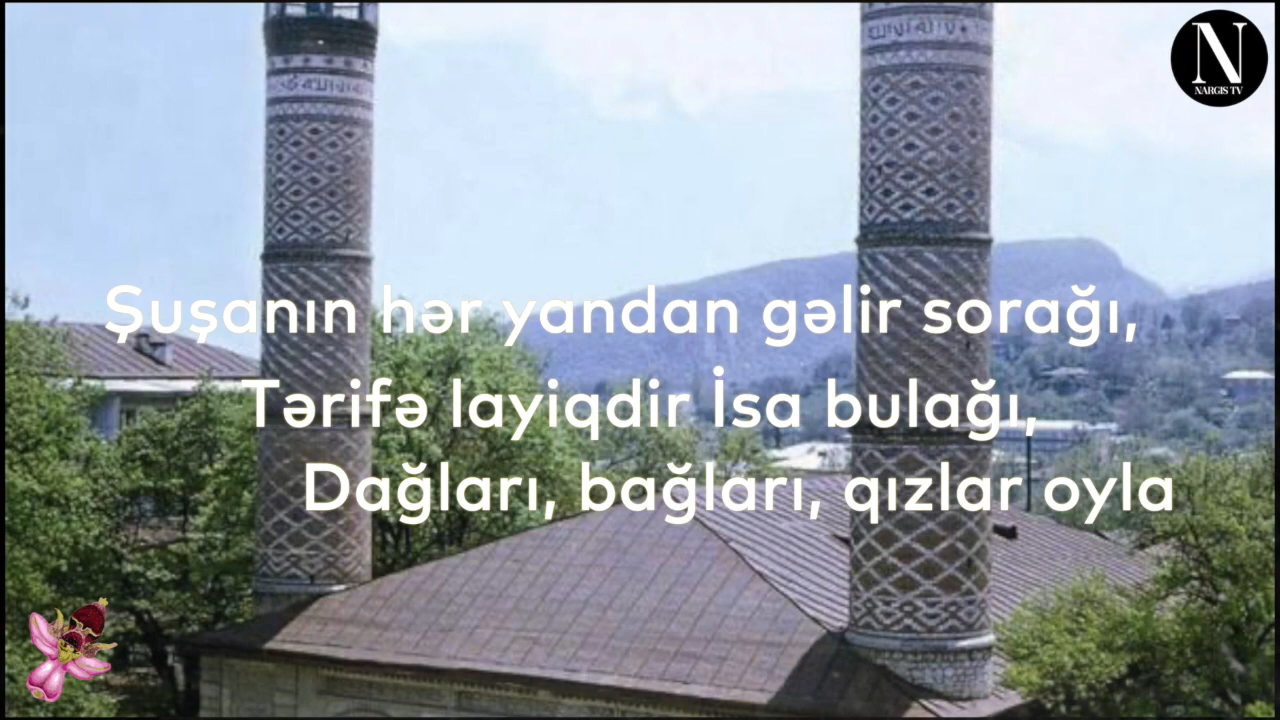 N
NARGIS TV
Şuşanın hər yandan gəlir sorağı,
Tərifə layiqdir İsa bulağı,
Dağları, bağları, qızlar oyla